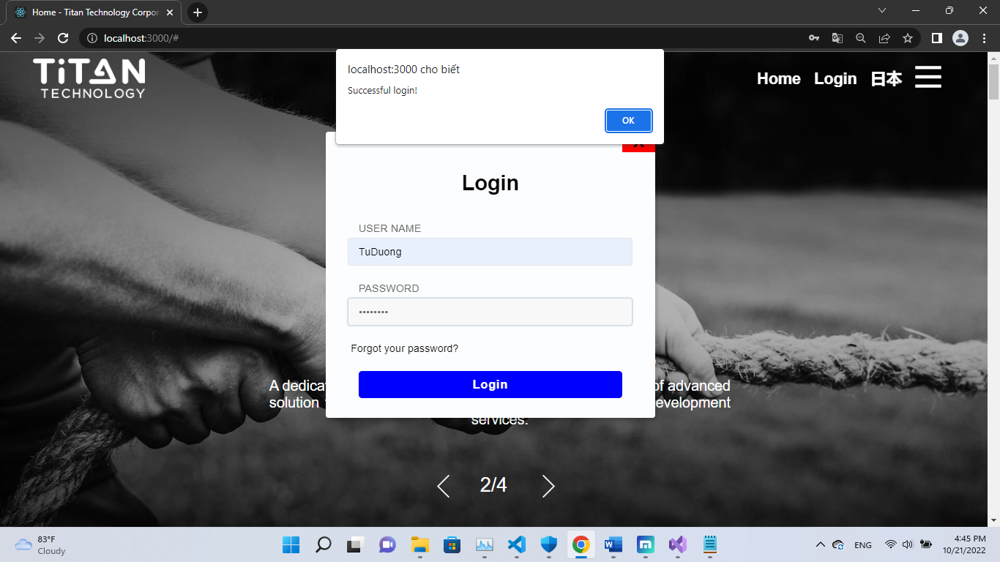 Home - Titan Technology Corpor
localhost:3000/#
TiTAN
TECHNOLOGY
Home Login 日本
localhost:3000 cho biết
Successful login!
OK
X
Login
USER NAME
TuDuong
PASSWORD
••••••••
Forgot your password?
Login
A dedica
of advanced
solution
evelopment
services.
2/4
83°F
Cloudy
ENG
4:45 PM
10/21/2022